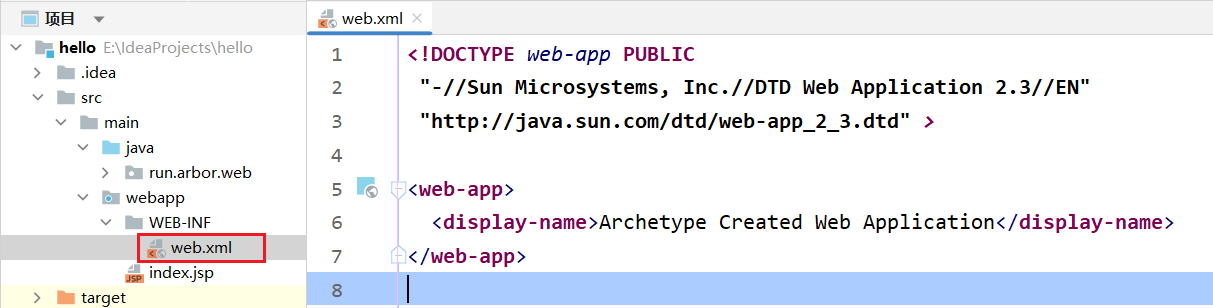 项目
hello E:\IdeaProjects\hello
.idea
src
main
java
run.arbor.web
webapp
WEB-INF
web.xml
JSP index.jsp
target
web.xml
1 <!DOCTYPE web-app PUBLIC
2 "-//Sun Microsystems, Inc.//DTD Web Application 2.3//EN"
3 "http://java.sun.com/dtd/web-app_2_3.dtd" >
4
5 <web-app>
6 <display-name>Archetype Created Web Application</display-name>
7 </web-app>
8